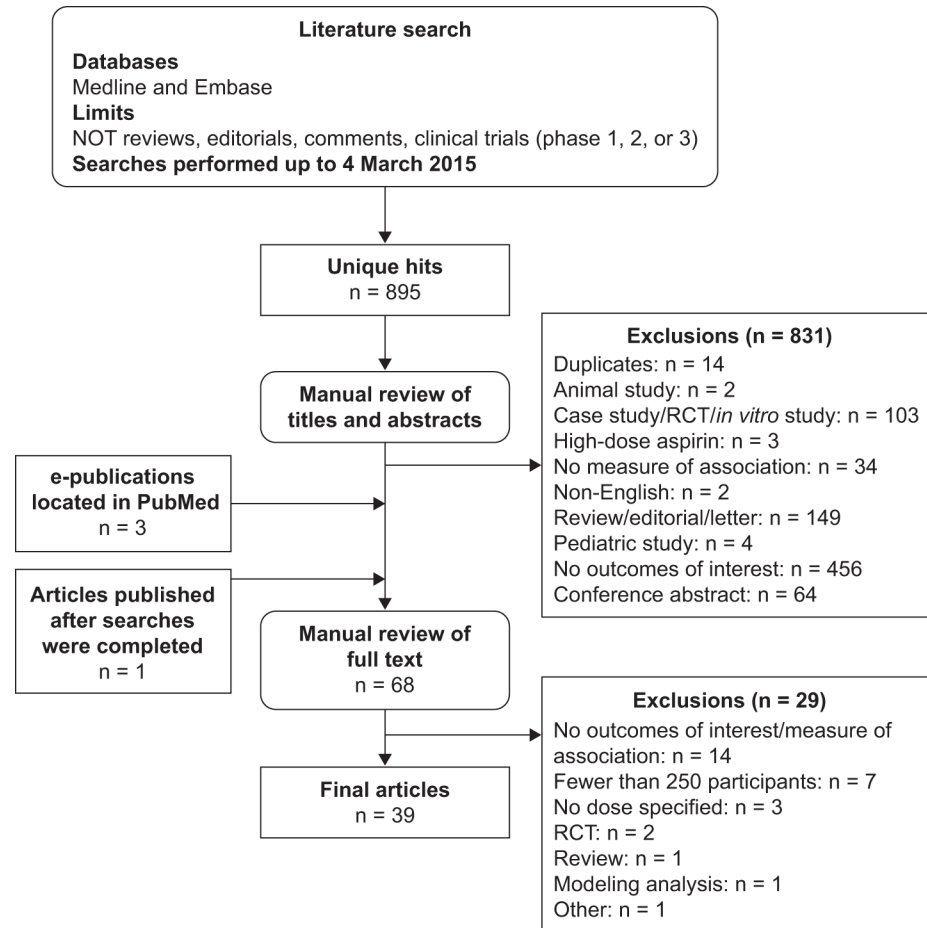 Literature search
Databases
Medline and Embase
Limits
NOT reviews, editorials, comments, clinical trials (phase 1, 2, or 3)
Searches performed up to 4 March 2015
Unique hits
n = 895
Manual review of
titles and abstracts
Exclusions (n = 831)
Duplicates: n = 14
Animal study: n = 2
Case study/RCT/in vitro study: n = 103
High-dose aspirin: n = 3
No measure of association: n = 34
Non-English: n = 2
Review/editorial/letter: n = 149
Pediatric study: n = 4
No outcomes of interest: n = 456
Conference abstract: n = 64
e-publications
located in PubMed
n = 3
Articles published
after searches
were completed
n = 1
Manual review of
full text
n = 68
Exclusions (n = 29)
No outcomes of interest/measure of
association: n = 14
Fewer than 250 participants: n = 7
No dose specified: n = 3
RCT: n = 2
Review: n = 1
Modeling analysis: n = 1
Other: n = 1
Final articles
n = 39